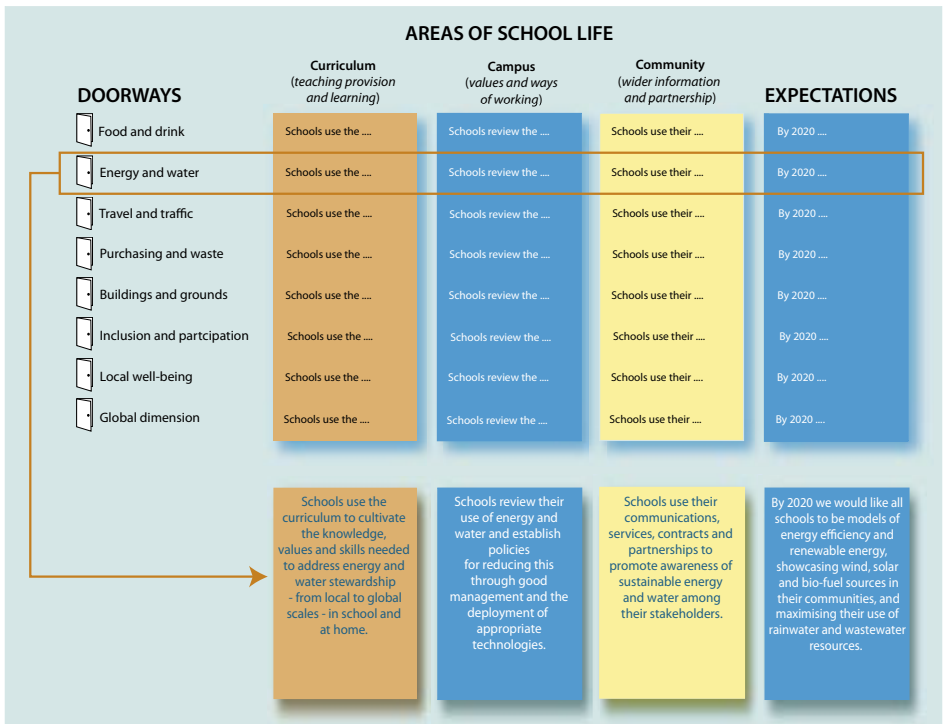 AREAS OF SCHOOL LIFE
Curriculum
(teaching provision
and learning)
Campus
(values and ways
of working)
Community
(wider information
and partnership)
DOORWAYS
EXPECTATIONS
Food and drink
Schools use the ....
Schools review the ....
Schools use their ....
By 2020 ....
Energy and water
Schools use the ....
Schools review the ....
Schools use their ....
By 2020 ....
Travel and traffic
Schools use the ....
Schools review the ....
Schools use their ....
By 2020 ....
Purchasing and waste
Schools use the ....
Schools review the ....
Schools use their ....
By 2020 ....
Buildings and grounds
Schools use the ....
Schools review the ....
Schools use their ....
By 2020 ....
Inclusion and partcipation
Schools use the ....
Schools review the ....
Schools use their ....
By 2020 ....
Local well-being
Schools use the ....
Schools review the ....
Schools use their ....
By 2020 ....
Global dimension
Schools use the ....
Schools review the ....
Schools use their ....
By 2020 ....
Schools use the
curriculum to cultivate
the knowledge,
values and skills needed
to address energy and
water stewardship
- from local to global
scales - in school and
at home.
Schools review their
use of energy and
water and establish
policies
for reducing this
through good
management and the
deployment of
appropriate
technologies.
Schools use their
communications,
services, contracts and
partnerships to
promote awareness of
sustainable energy
and water among
their stakeholders.
By 2020 we would like all
schools to be models of
energy efficiency and
renewable energy,
showcasing wind, solar
and bio-fuel sources in
their communities, and
maximising their use of
rainwater and wastewater
resources.